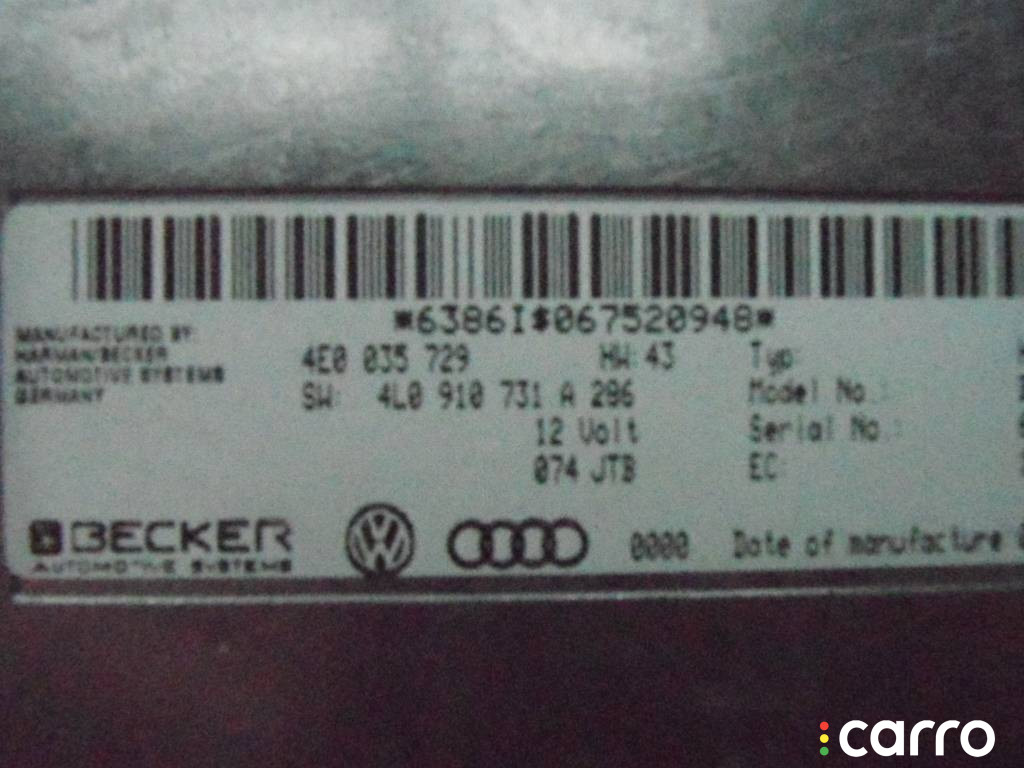 *6386I$067520948*
MANUFACTURED BY:
HARMAN/BECKER
AUTOMOTIVE SYSTEMS
GERMANY
4E0 035 729 HW: 43
SW: 4L0 910 731 A 286
12 Volt
074 JTB
Typ:
Model No.:
Serial No.:
EC:
BECKER
AUTOMOTIVE SYSTEMS
0000 Date of manufacture
carro